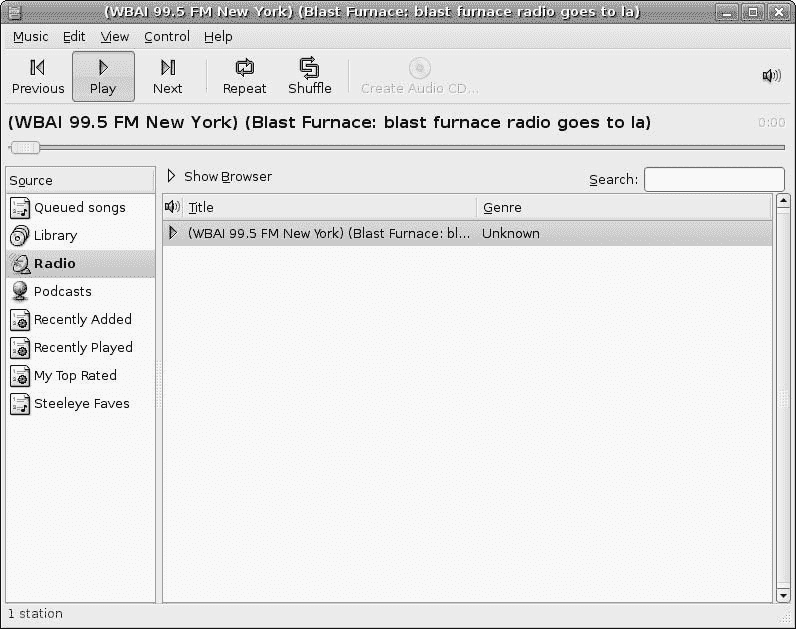 (WBAI 99.5 FM New York) (Blast Furnace: blast furnace radio goes to la)
Music Edit View Control Help
Previous Play Next Repeat Shuffle Create Audio CD...
(WBAI 99.5 FM New York) (Blast Furnace: blast furnace radio goes to la) 0:00
Source
Show Browser Search:
Title Genre
(WBAI 99.5 FM New York) (Blast Furnace: bl... Unknown
Queued songs
Library
Radio
Podcasts
Recently Added
Recently Played
My Top Rated
Steeleye Faves
1 station